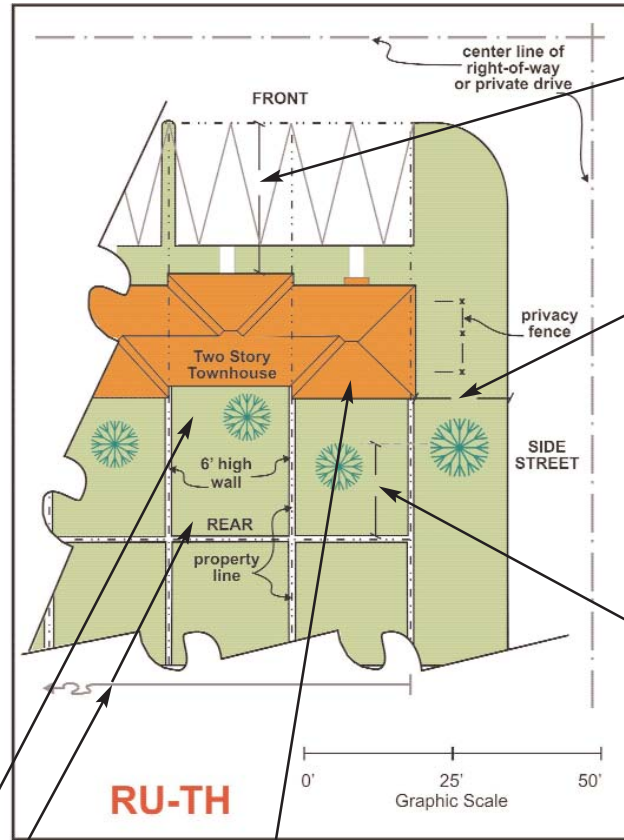 center line of
right-of-way
or private drive
FRONT
privacy
fence
Two Story
Townhouse
SIDE
STREET
6' high
wall
REAR
property
line
0' 25' 50'
Graphic Scale
RU-TH